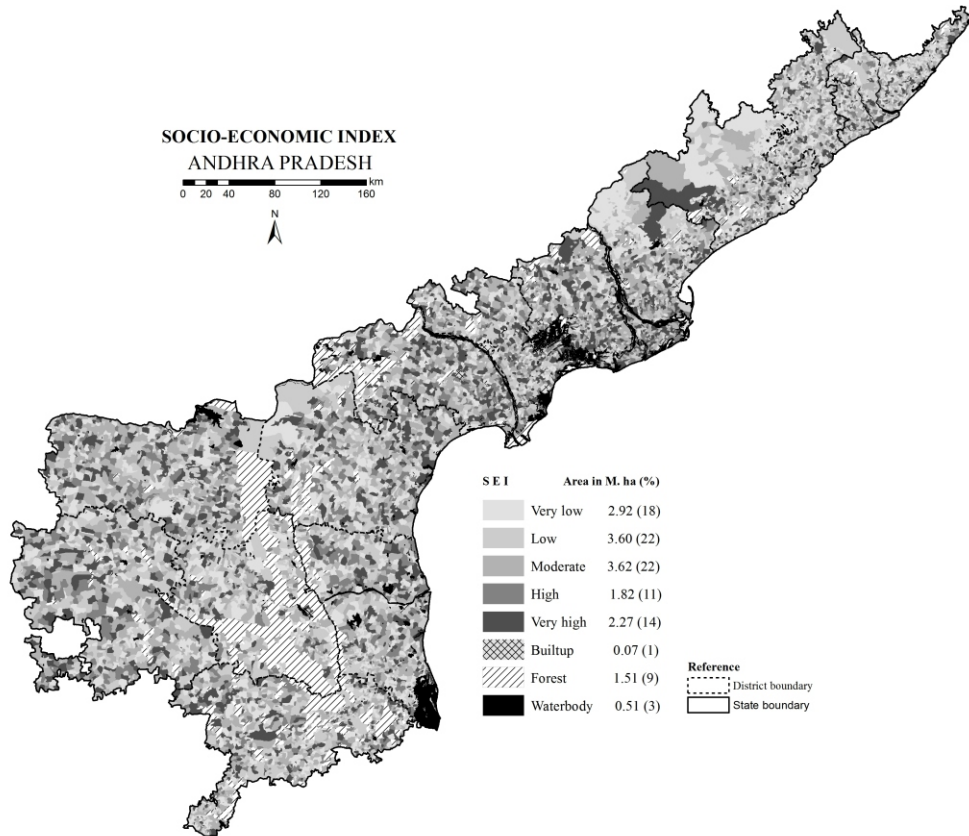 SOCIO-ECONOMIC INDEX
ANDHRA PRADESH
km
0 20 40 80 120 160
N
S E I Area in M. ha (%)
Very low 2.92 (18)
Low 3.60 (22)
Moderate 3.62 (22)
High 1.82 (11)
Very high 2.27 (14)
Builtup 0.07 (1)
Forest 1.51 (9)
Waterbody 0.51 (3)
Reference
District boundary
State boundary